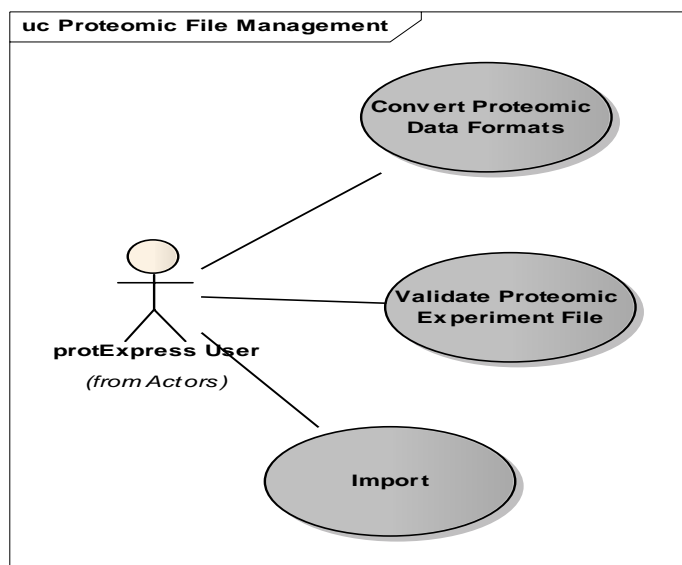 uc Proteomic File Management
Convert Proteomic
Data Formats
Validate Proteomic
Experiment File
protExpress User
(from Actors)
Import